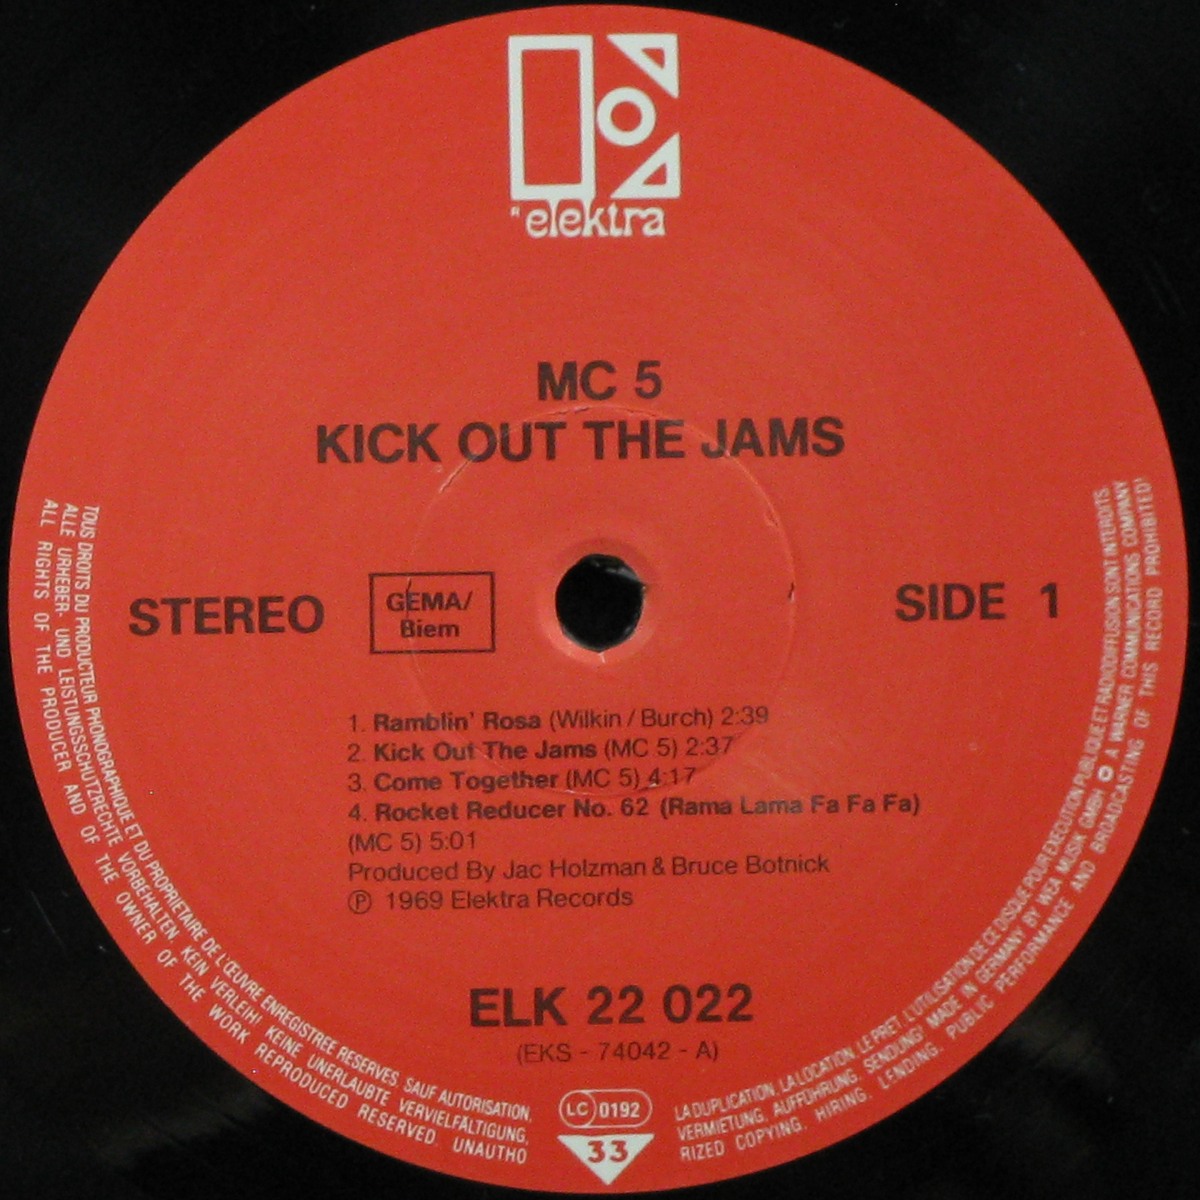 elektra
MC 5
KICK OUT THE JAMS
STEREO
GEMA/
Biem
SIDE 1
1. Ramblin' Rosa (Wilkin / Burch) 2:39
2. Kick Out The Jams (MC 5) 2:37
3. Come Together (MC 5) 4:17
4. Rocket Reducer No. 62 (Rama Lama Fa Fa Fa)
(MC 5) 5:01
Produced By Jac Holzman & Bruce Botnick
℗ 1969 Elektra Records
ELK 22 022
(EKS - 74042 - A)
LC 0192
33
TOUS DROITS DU PRODUCTEUR PHONOGRAPHIQUE ET DU PROPRIETAIRE DE L'ŒUVRE ENREGISTREE RESERVES. SAUF AUTORISATION, LA DUPLICATION, LA LOCATION, LE PRET, L'UTILISATION DE CE DISQUE POUR EXECUTION PUBLIQUE ET RADIODIFFUSION SONT INTERDITS
ALLE URHEBER- UND LEISTUNGSSCHUTZRECHTE VORBEHALTEN. KEIN VERLEIH! KEINE UNERLAUBTE VERVIELFÄLTIGUNG, VERMIETUNG, AUFFÜHRUNG, SENDUNG! MADE IN GERMANY BY WEA MUSIK GMBH A WARNER COMMUNICATIONS COMPANY
ALL RIGHTS OF THE PRODUCER AND OF THE OWNER OF THE WORK REPRODUCED RESERVED UNAUTHORIZED COPYING. HIRING. LENDING. PUBLIC PERFORMANCE AND BROADCASTING OF THIS RECORD PROHIBITED!